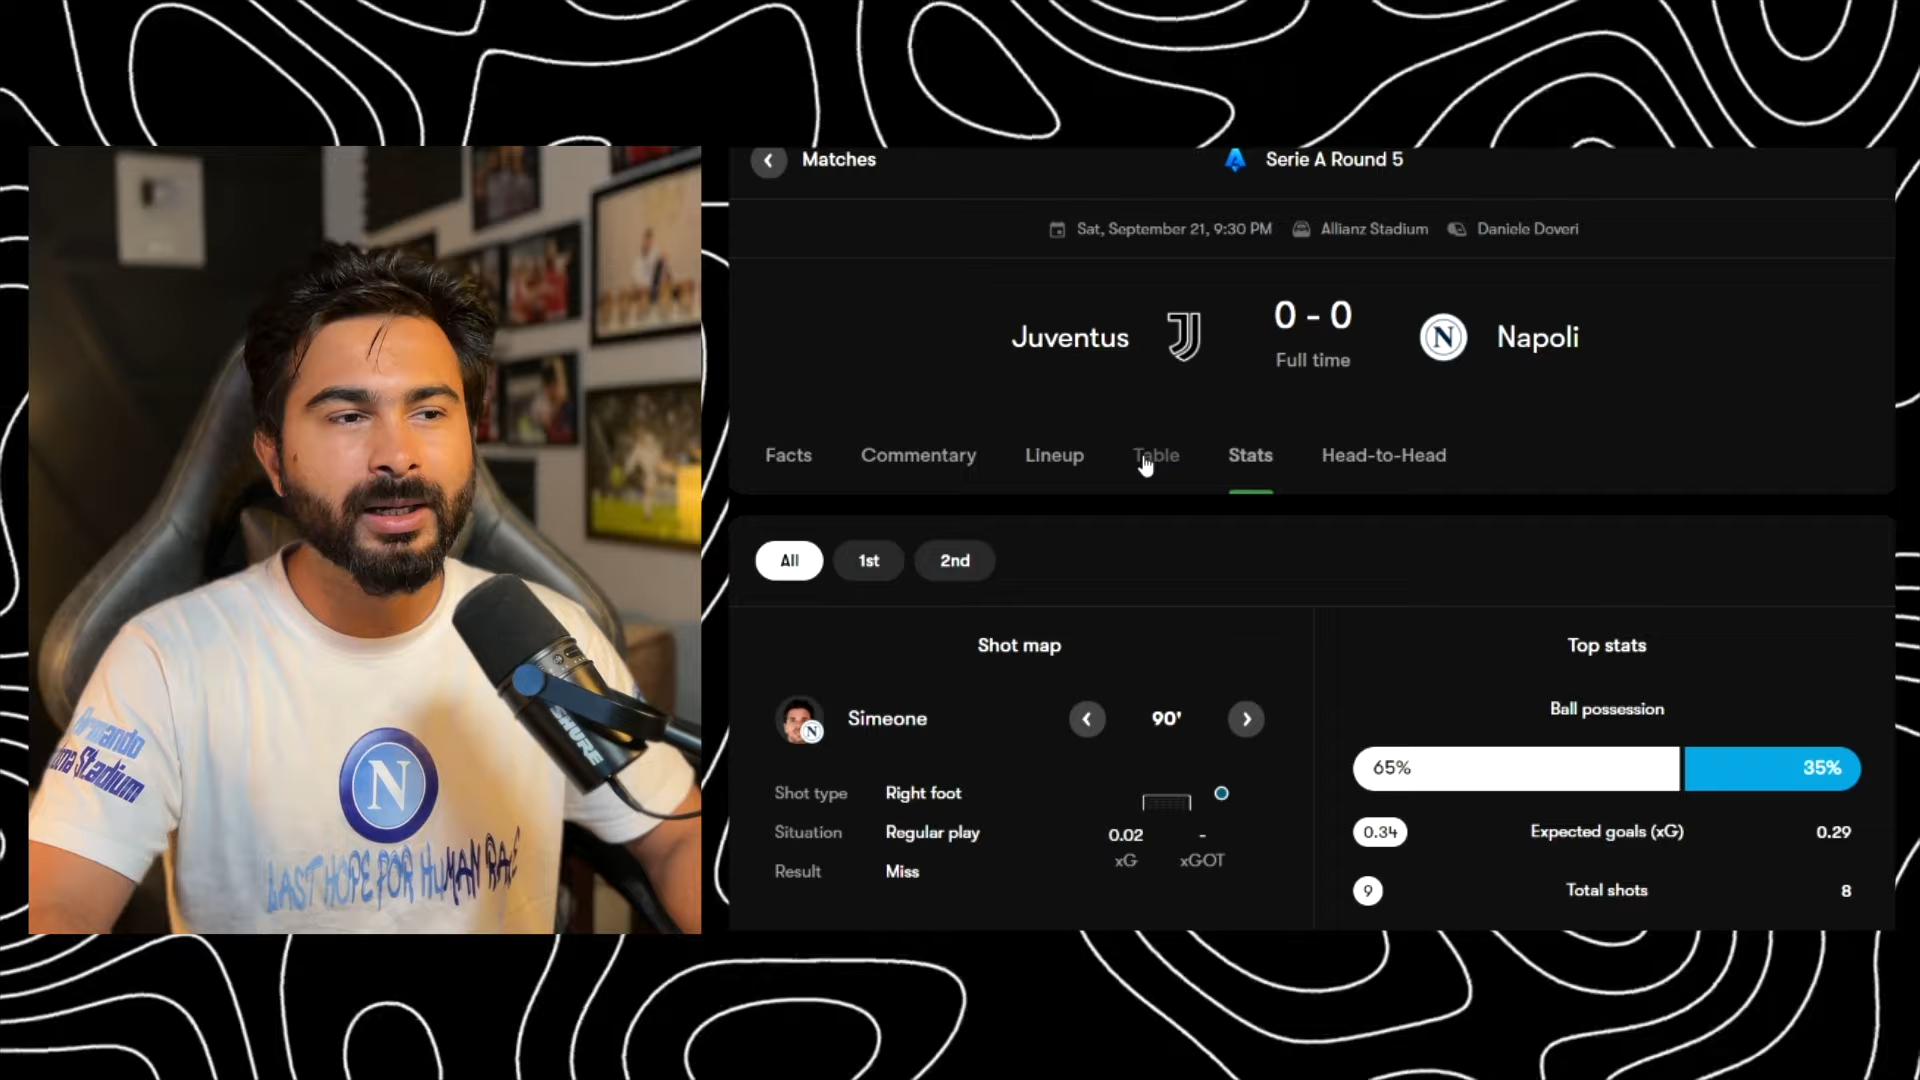 Matches
Serie A Round 5
Sat, September 21, 9:30 PM
Allianz Stadium
Daniele Doveri
Juventus
0 - 0
Full time
N
Napoli
Facts
Commentary
Lineup
Table
Stats
Head-to-Head
All
1st
2nd
Shot map
Simeone
N
90'
Shot type Right foot
Situation Regular play
Result Miss
0.02 -
xG xGOT
Top stats
Ball possession
65% 35%
0.34 Expected goals (xG) 0.29
9 Total shots 8
Armando
Stadium
SHURE
N
LAST HOPE FOR HUMAN RACE